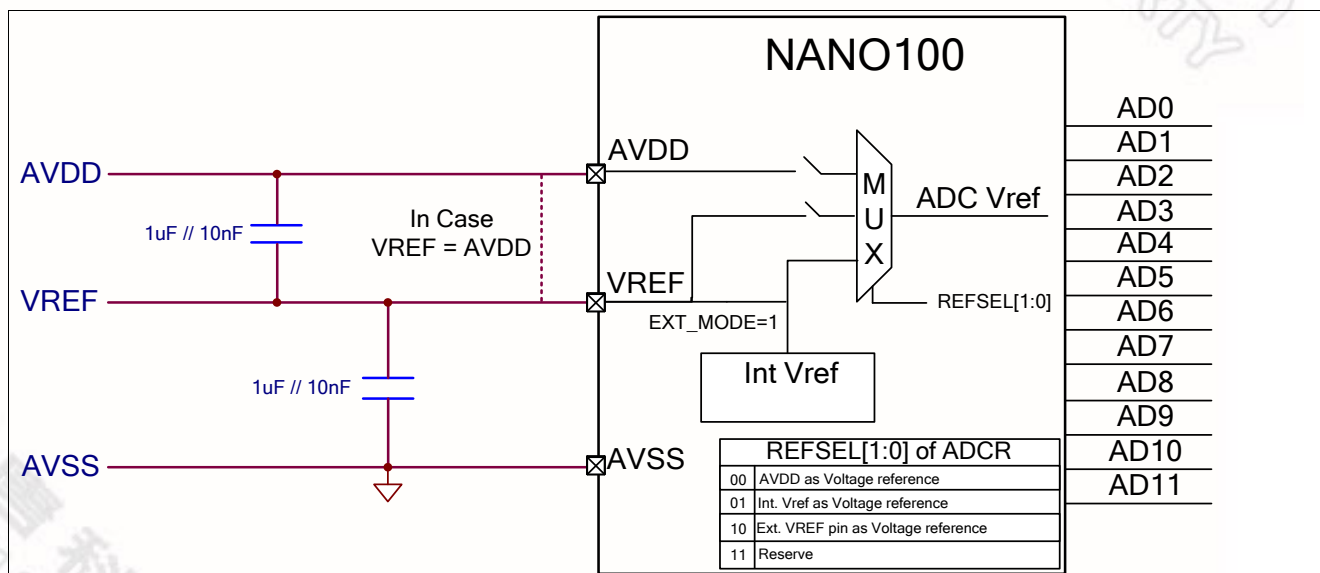 NANO100
AVDD
VREF
AVSS
1uF // 10nF
1uF // 10nF
In Case
VREF = AVDD
AVDD
VREF
AVSS
EXT_MODE=1
Int Vref
M
U
X
ADC Vref
REFSEL[1:0]
REFSEL[1:0] of ADCR
00 AVDD as Voltage reference
01 Int. Vref as Voltage reference
10 Ext. VREF pin as Voltage reference
11 Reserve
AD0
AD1
AD2
AD3
AD4
AD5
AD6
AD7
AD8
AD9
AD10
AD11